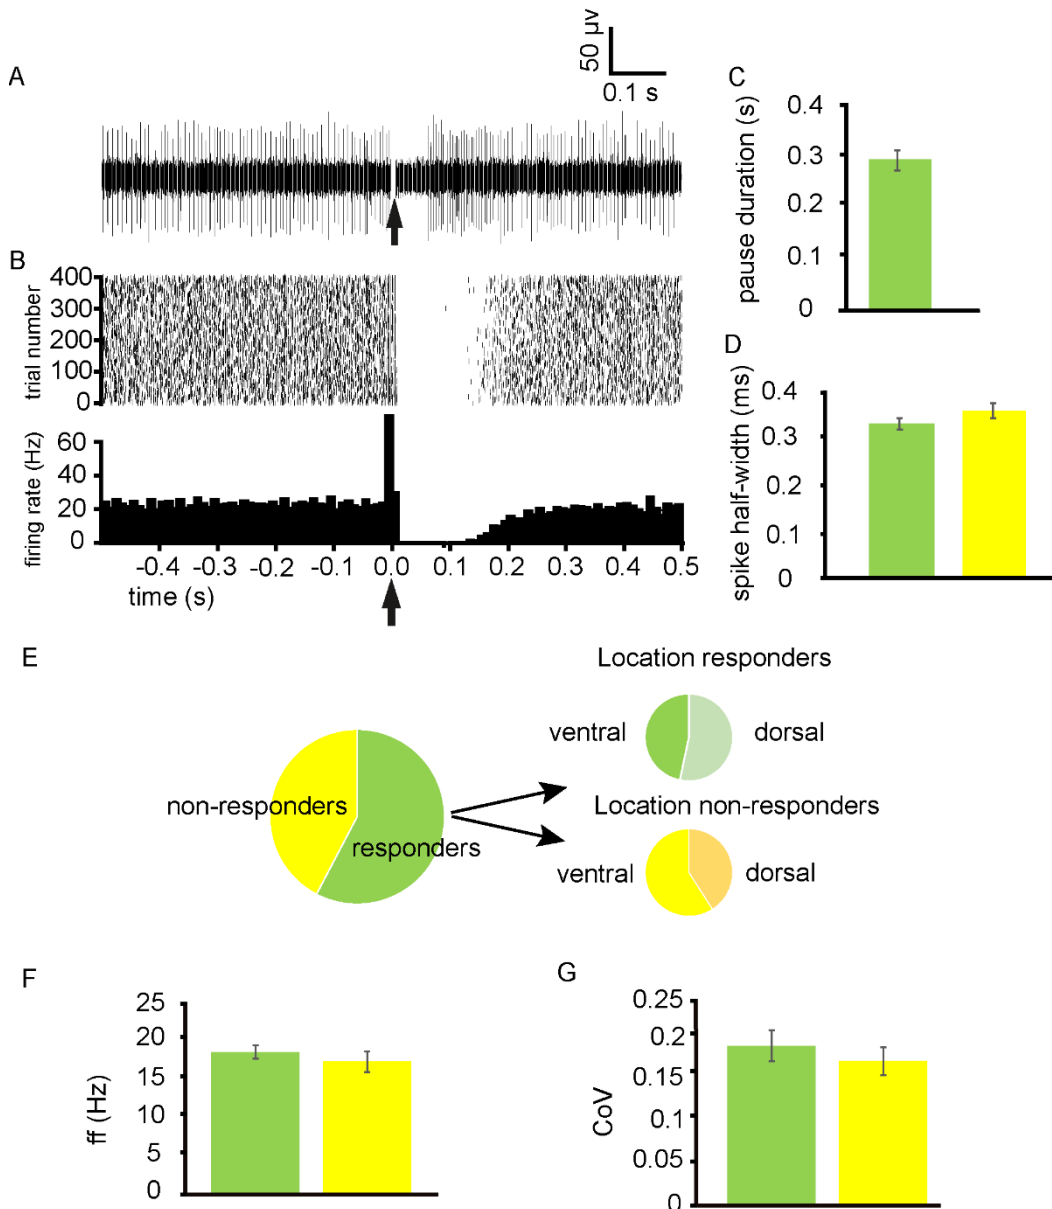 A
50 µv
0.1 s
B
trial number
400
300
200
100
0
firing rate (Hz)
60
40
20
0
-0.4 -0.3 -0.2 -0.1 0.0 0.1 0.2 0.3 0.4 0.5
time (s)
C
pause duration (s)
0.4
0.3
0.2
0.1
0
D
spike half-width (ms)
0.4
0.3
0.2
0.1
0
E
non-responders
responders
Location responders
ventral dorsal
Location non-responders
ventral dorsal
F
ff (Hz)
25
20
15
10
5
0
G
CoV
0.25
0.2
0.15
0.1
0.05
0